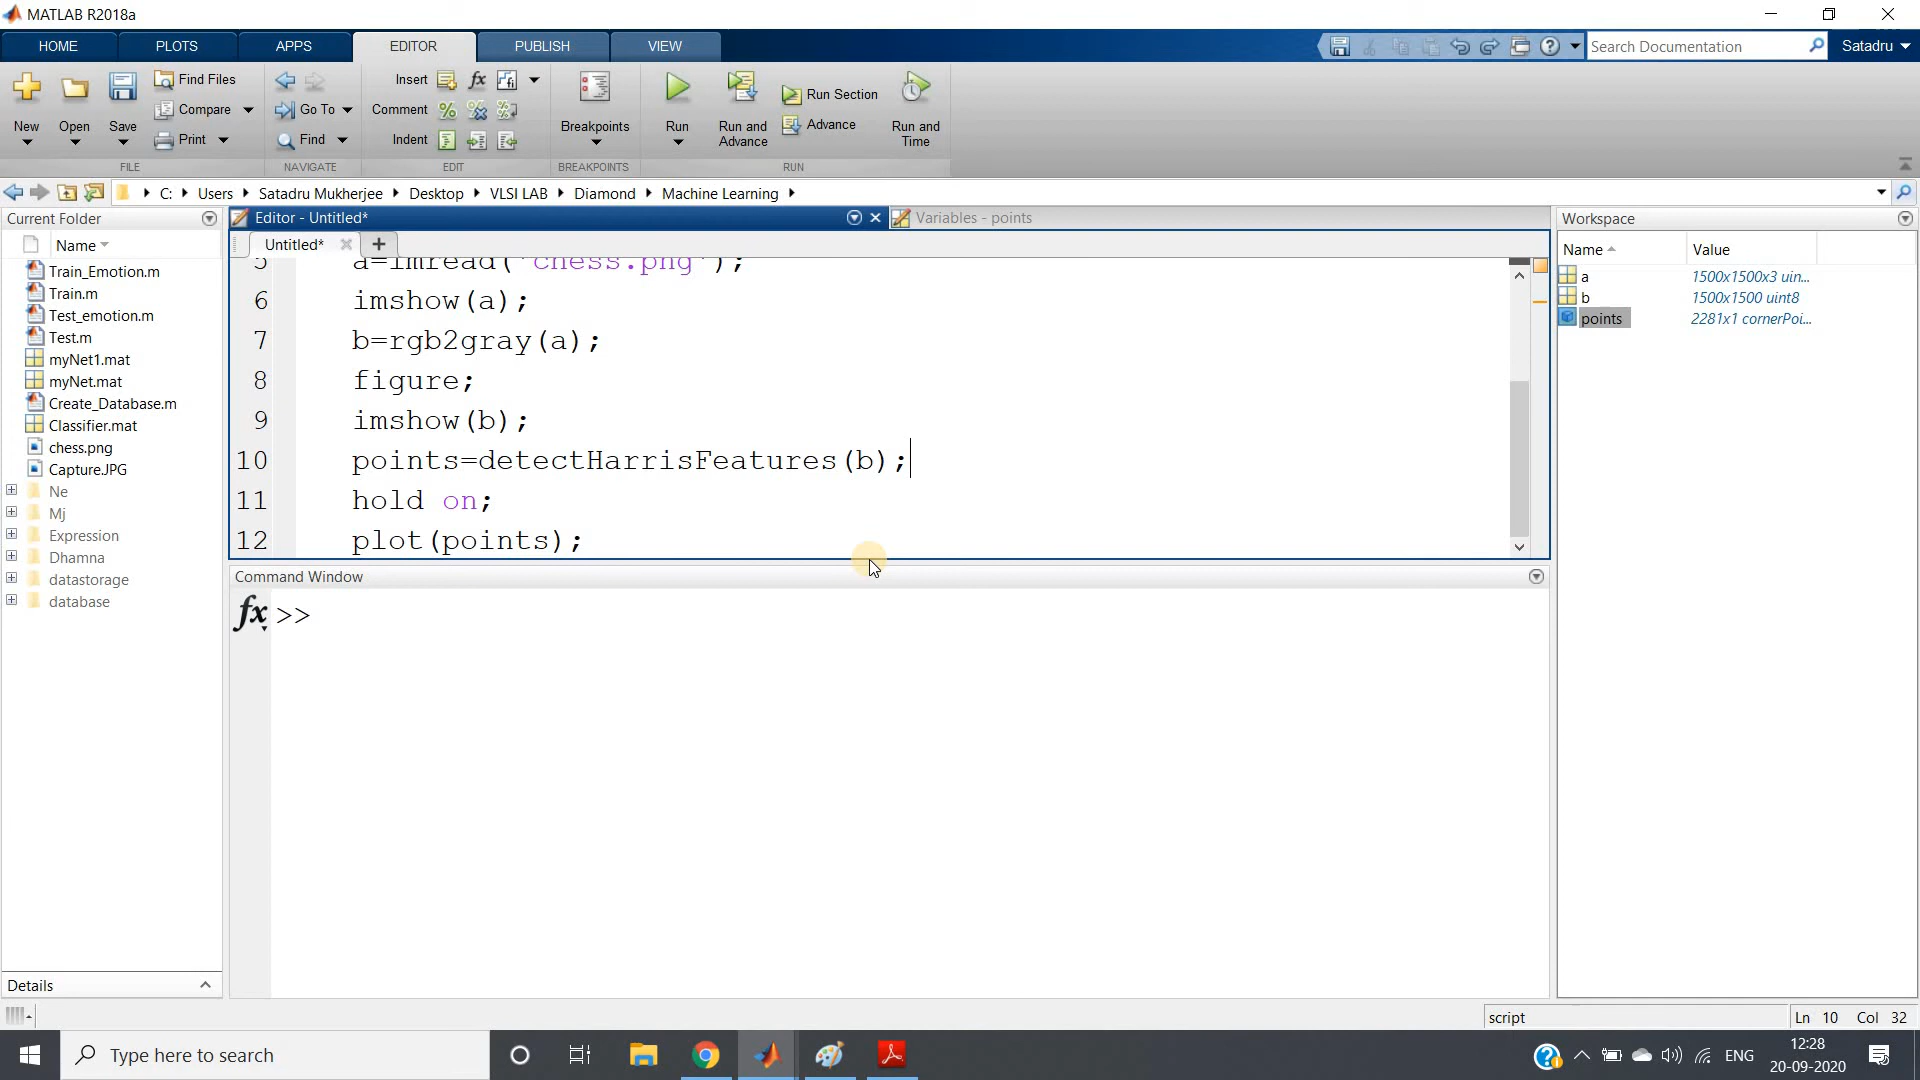 MATLAB R2018a
HOME PLOTS APPS EDITOR PUBLISH VIEW
Search Documentation
Satadru
New Open Save
Find Files
Compare
Print
FILE
Go To
Find
NAVIGATE
Insert
Comment
Indent
EDIT
Breakpoints
BREAKPOINTS
Run
Run and Advance
Run Section
Advance
Run and Time
RUN
C: Users Satadru Mukherjee Desktop VLSI LAB Diamond Machine Learning
Current Folder
Name
Train_Emotion.m
Train.m
Test_emotion.m
Test.m
myNet1.mat
myNet.mat
Create_Database.m
Classifier.mat
chess.png
Capture.JPG
Ne
Mj
Expression
Dhamna
datastorage
database
Details
Editor - Untitled*
Variables - points
Untitled*
5 a=imread('chess.png');
6 imshow(a);
7 b=rgb2gray(a);
8 figure;
9 imshow(b);
10 points=detectHarrisFeatures(b);
11 hold on;
12 plot(points);
Command Window
fx >>
Workspace
Name Value
a 1500x1500x3 uin...
b 1500x1500 uint8
points 2281x1 cornerPoi...
script
Ln 10 Col 32
Type here to search
ENG
12:28
20-09-2020